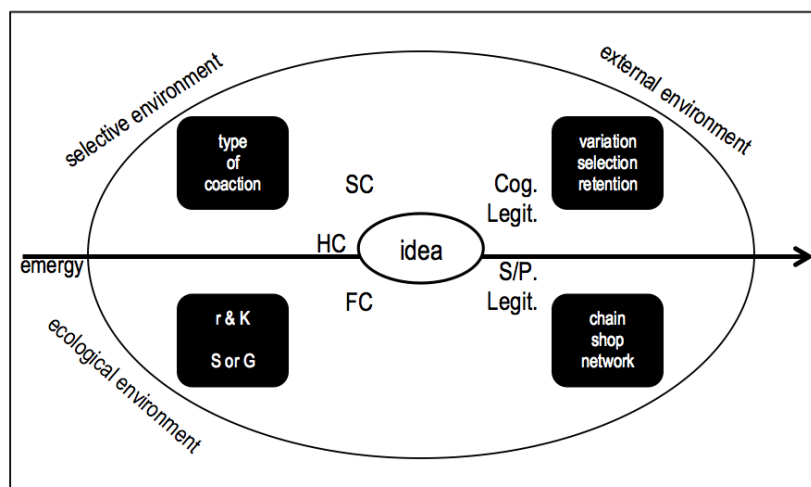 selective environment
external environment
type
of
coaction
variation
selection
retention
SC
Cog.
Legit.
HC
idea
emergy
S/P.
Legit.
FC
r & K
S or G
chain
shop
network
ecological environment